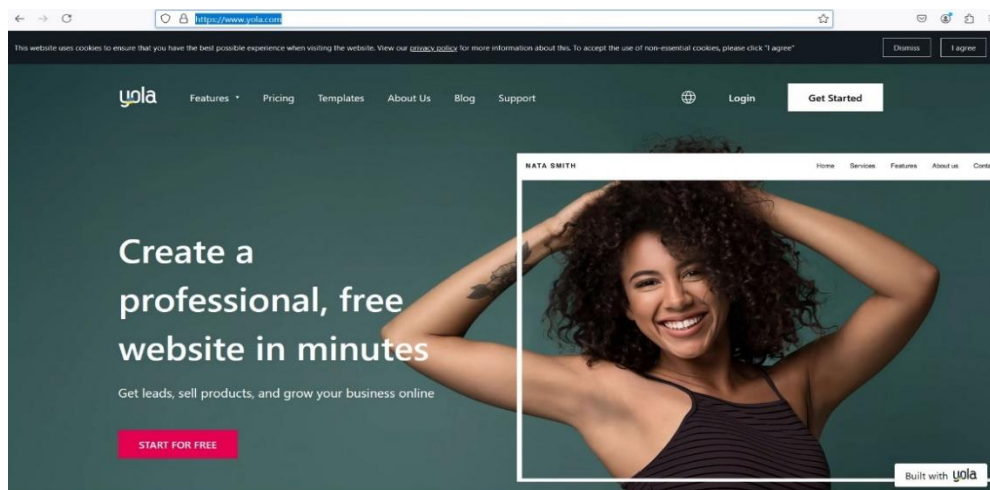 https://www.yola.com
This website uses cookies to ensure that you have the best possible experience when visiting the website. View our privacy policy for more information about this. To accept the use of non-essential cookies, please click "I agree"
Dismiss
I agree
yola
Features
Pricing
Templates
About Us
Blog
Support
Login
Get Started
NATA SMITH
Home
Services
Features
About us
Conta
Create a
professional, free
website in minutes
Get leads, sell products, and grow your business online
START FOR FREE
Built with yola